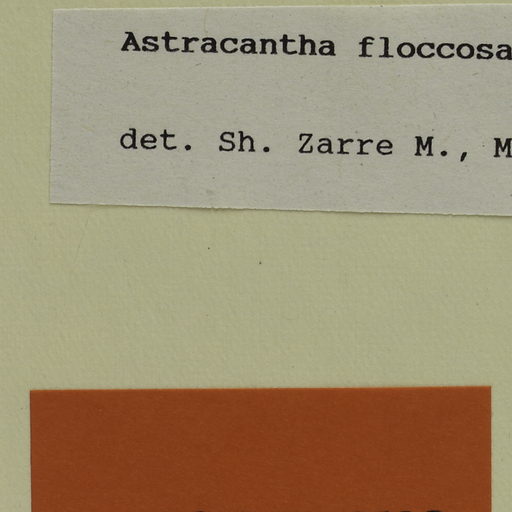 Astracantha floccosa
det. Sh. Zarre M., M